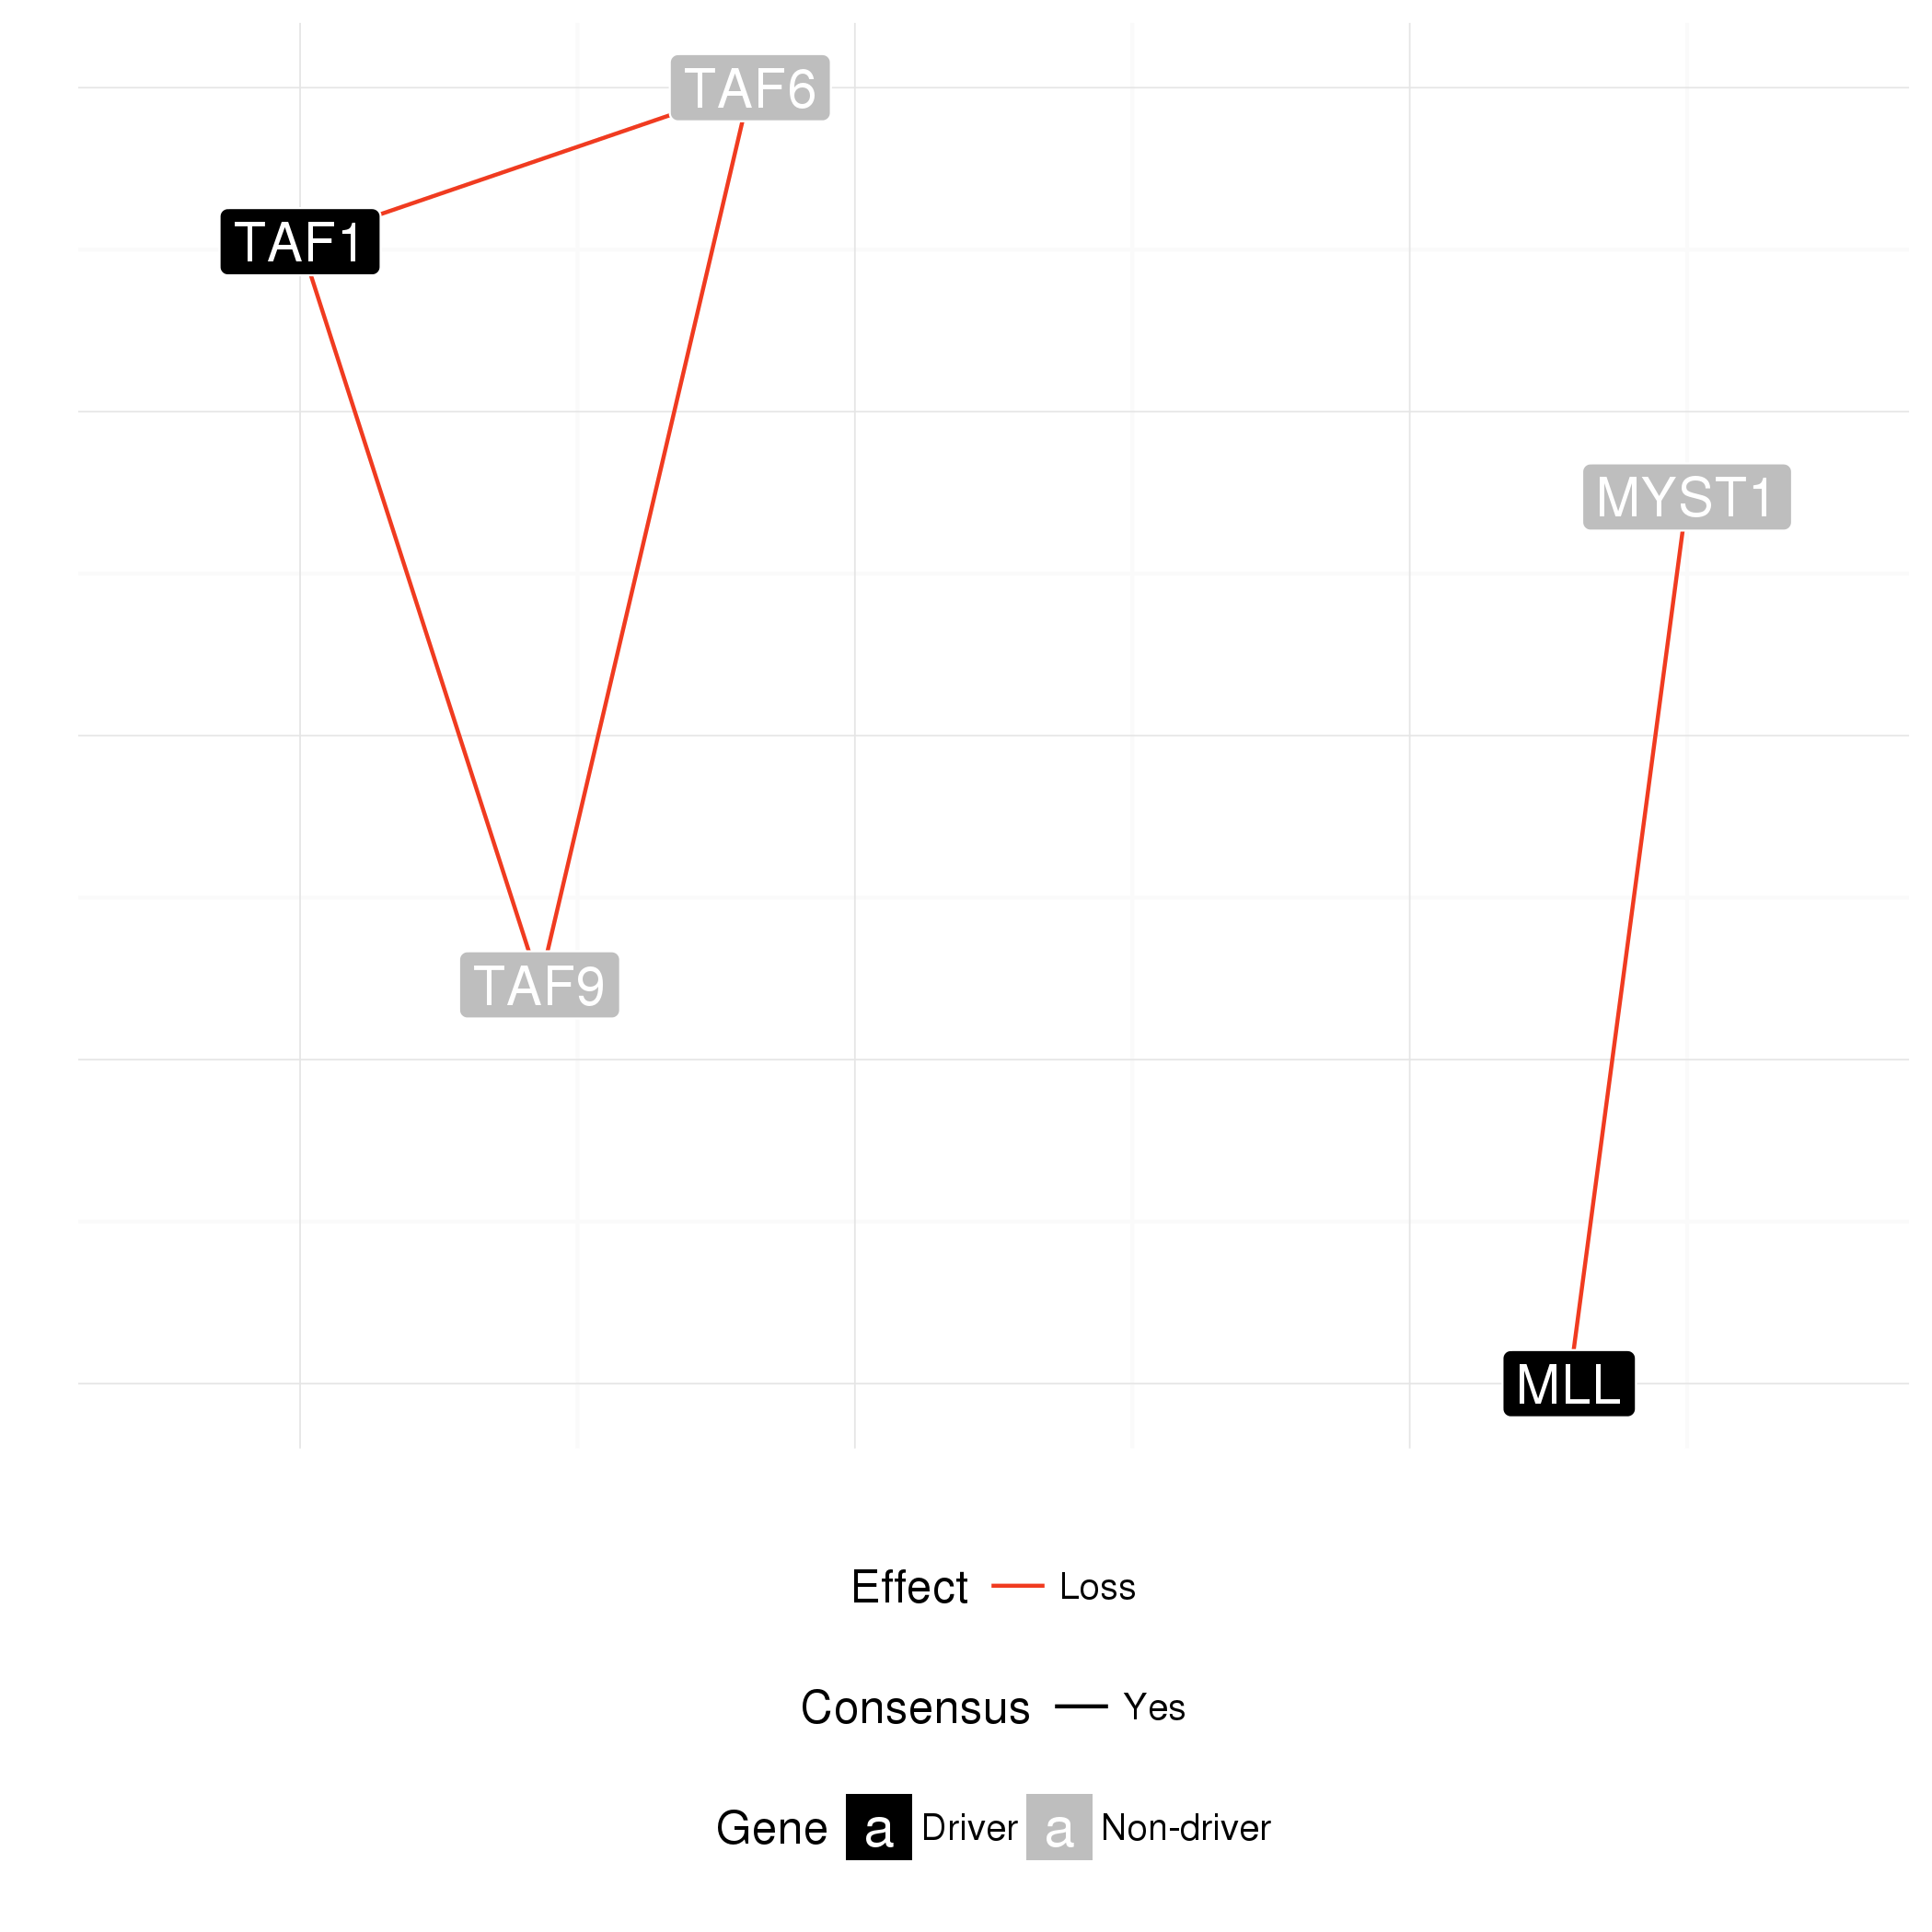 TAF6
TAF1
MYST1
TAF9
MLL
Effect Loss
Consensus Yes
Gene a Driver a Non-driver